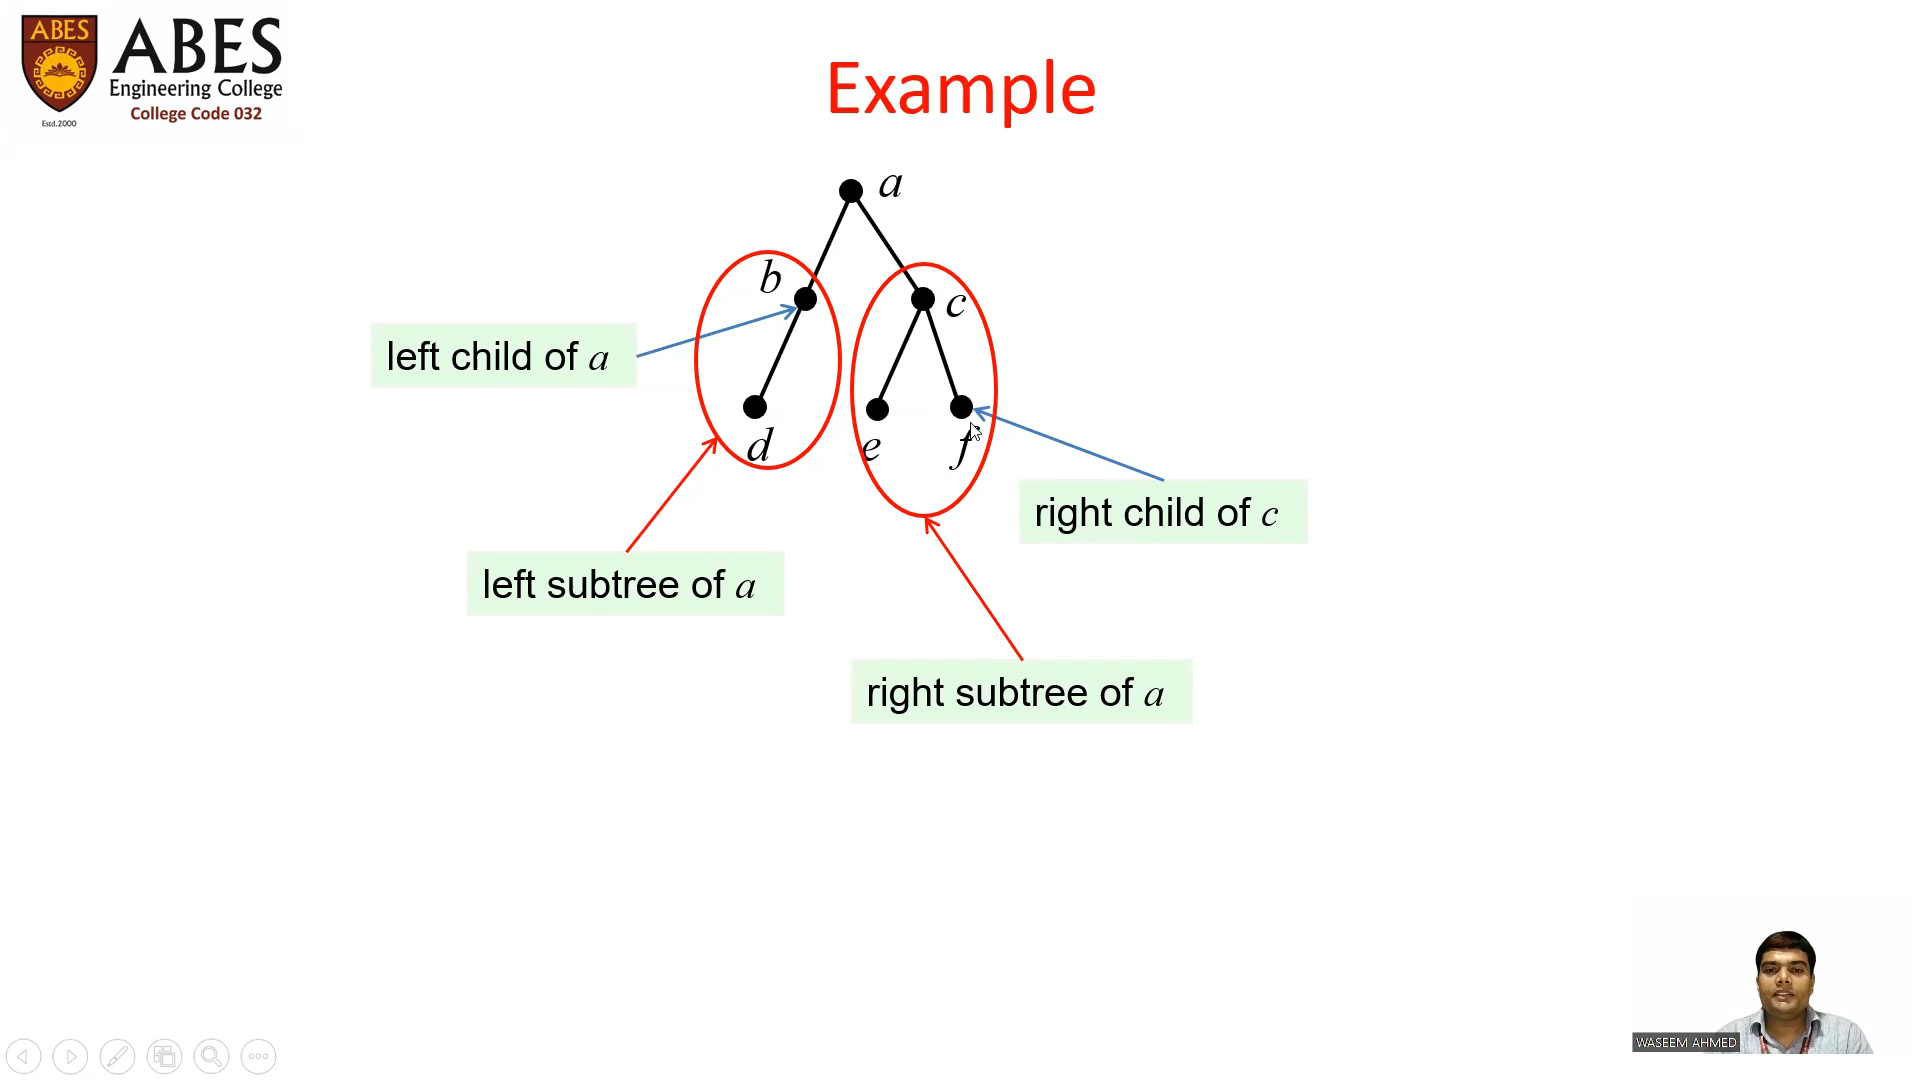 ABES
ABES
Engineering College
College Code 032
Estd.2000
Example
a
b
c
left child of a
d
e
f
right child of c
left subtree of a
right subtree of a
WASEEM AHMED